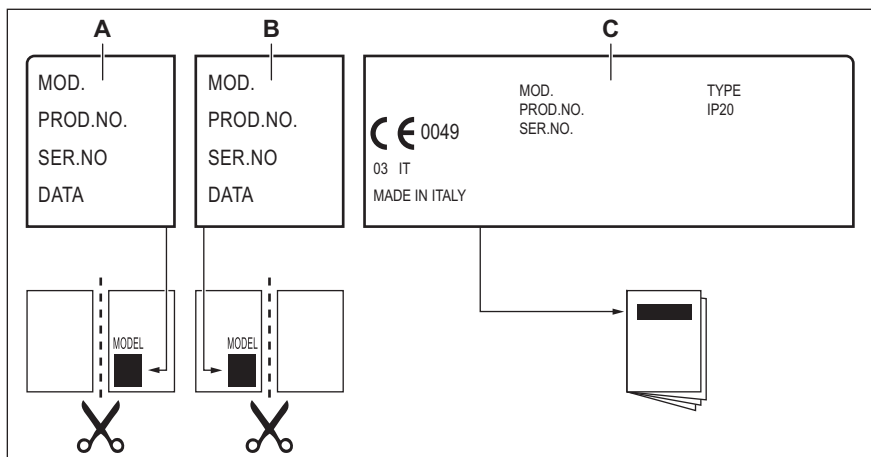 A
B
C
MOD.
PROD.NO.
SER.NO
DATA
MOD.
PROD.NO.
SER.NO
DATA
MOD.
PROD.NO.
SER.NO.
TYPE
IP20
CE 0049
03 IT
MADE IN ITALY
MODEL
MODEL